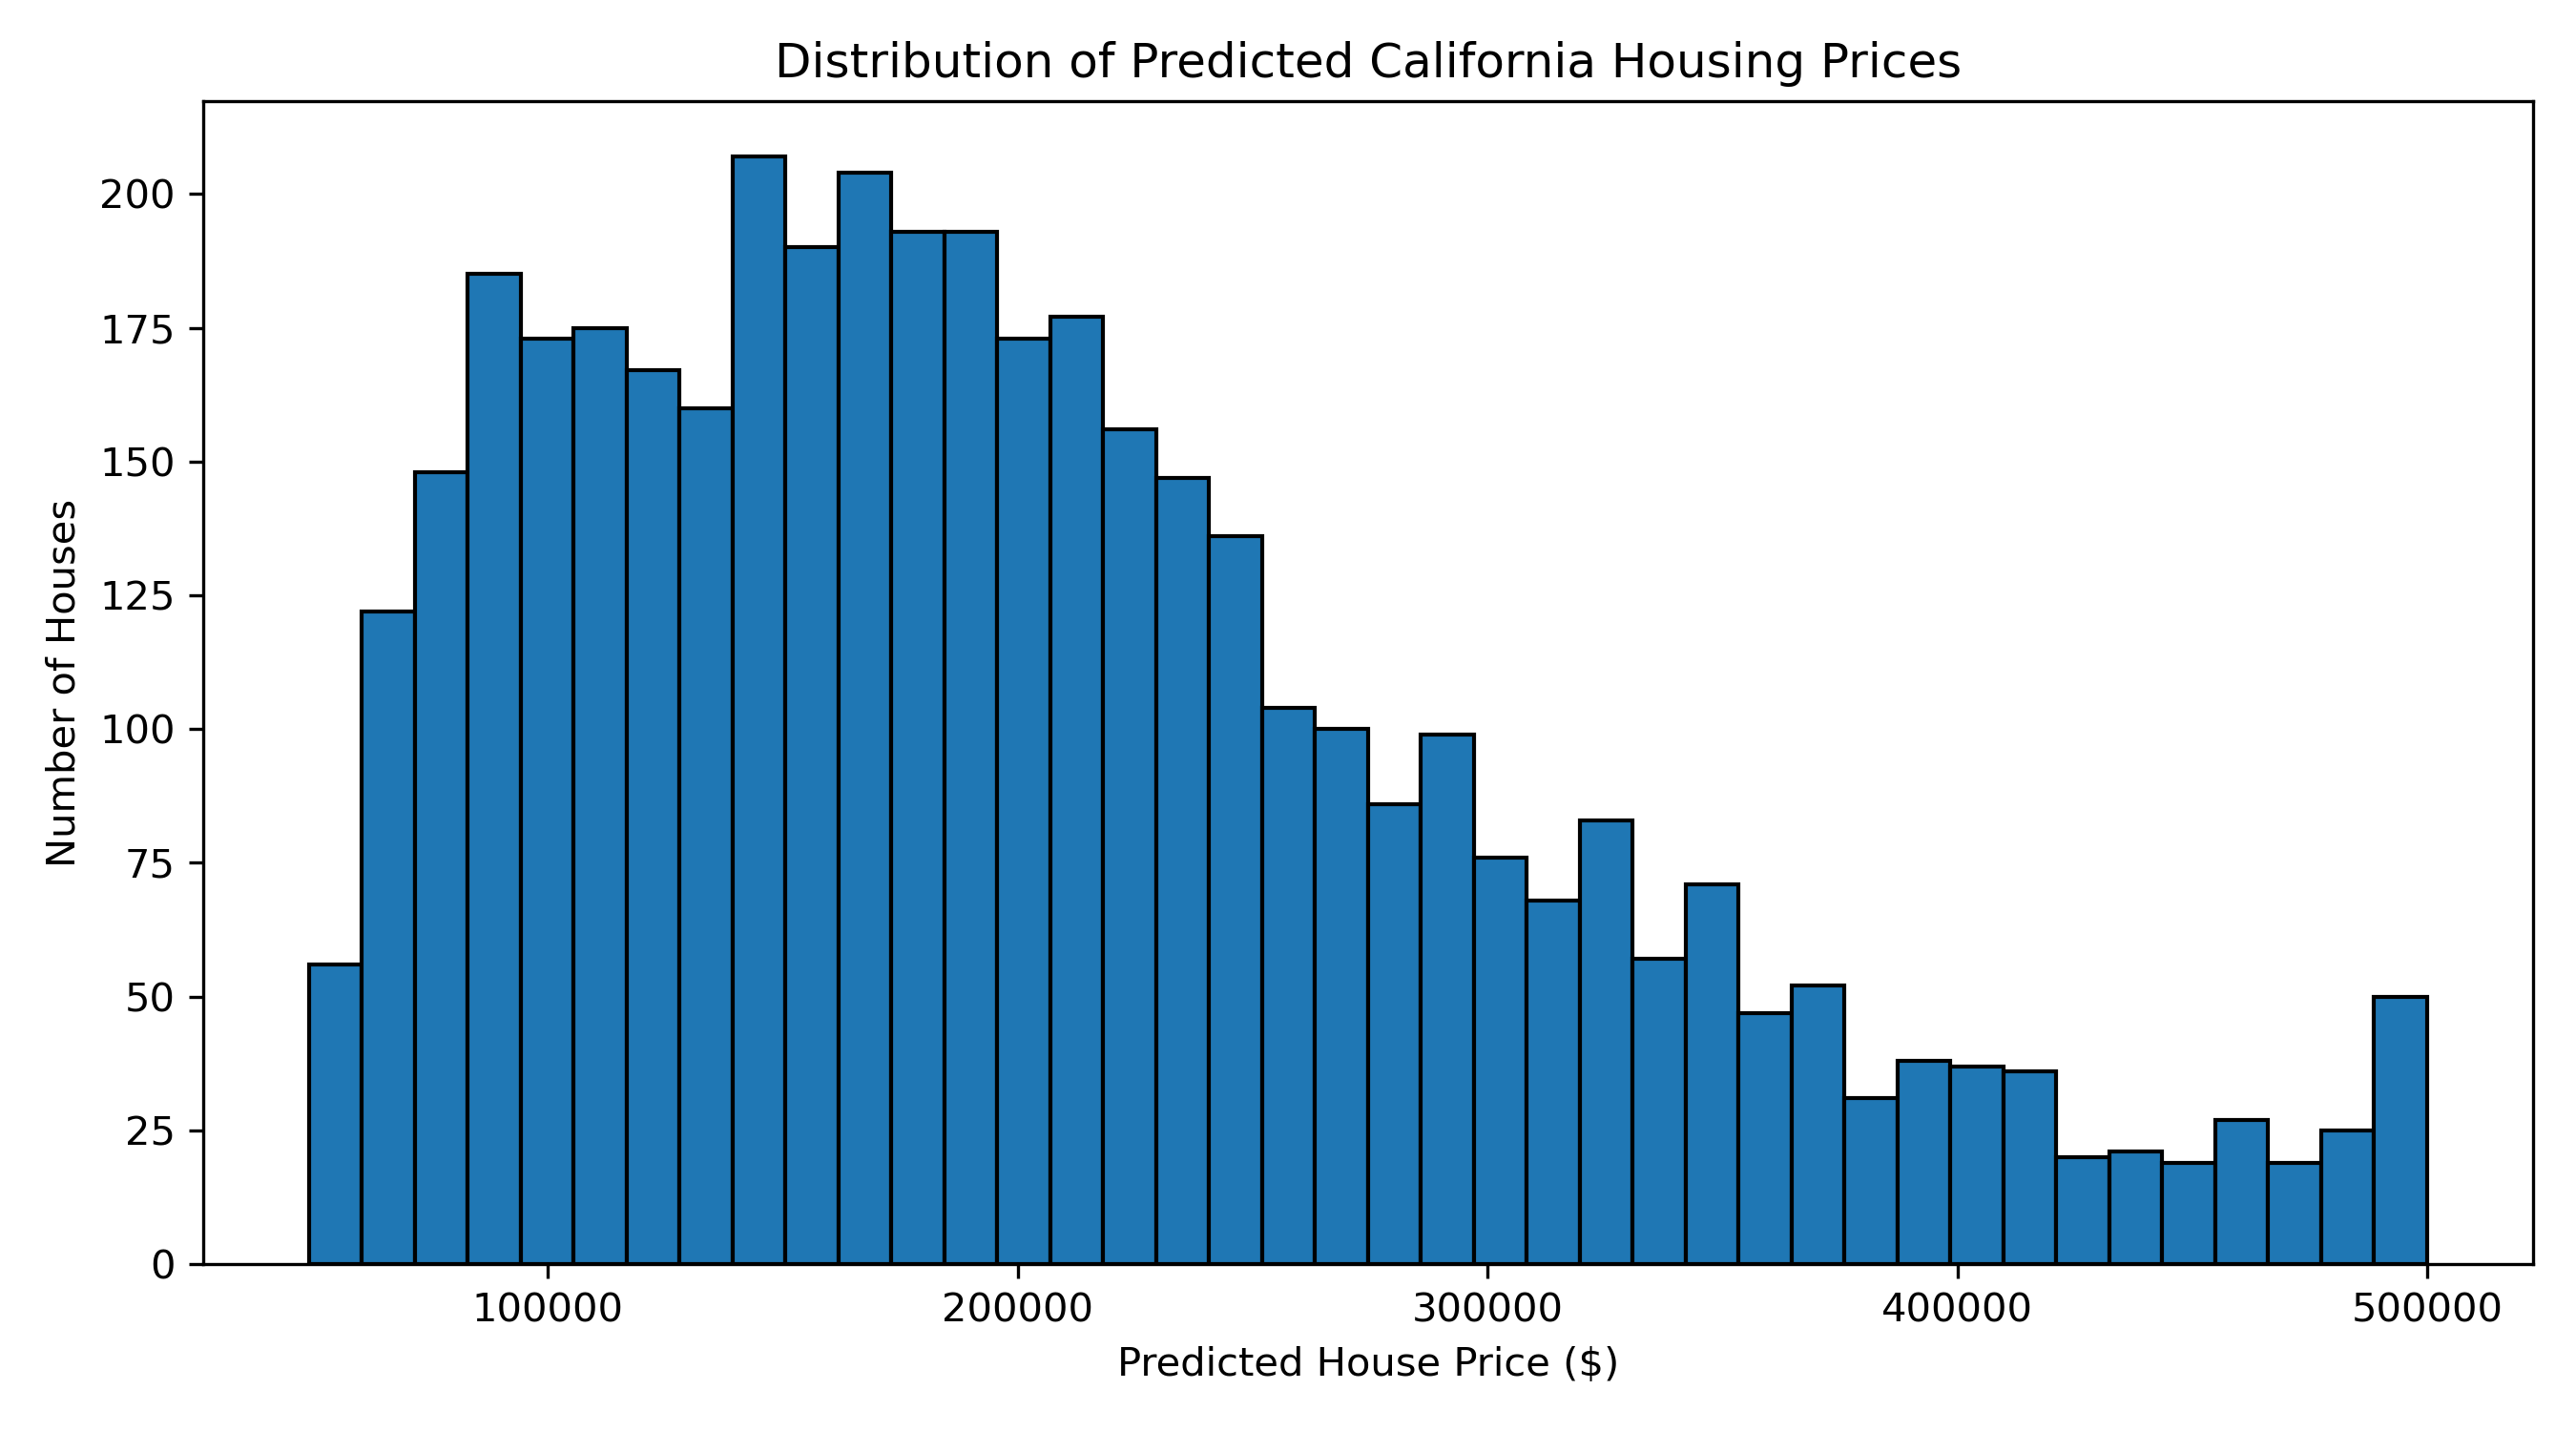 Distribution of Predicted California Housing Prices
200
175
150
125
100
75
50
25
0
Number of Houses
100000 200000 300000 400000 500000
Predicted House Price ($)